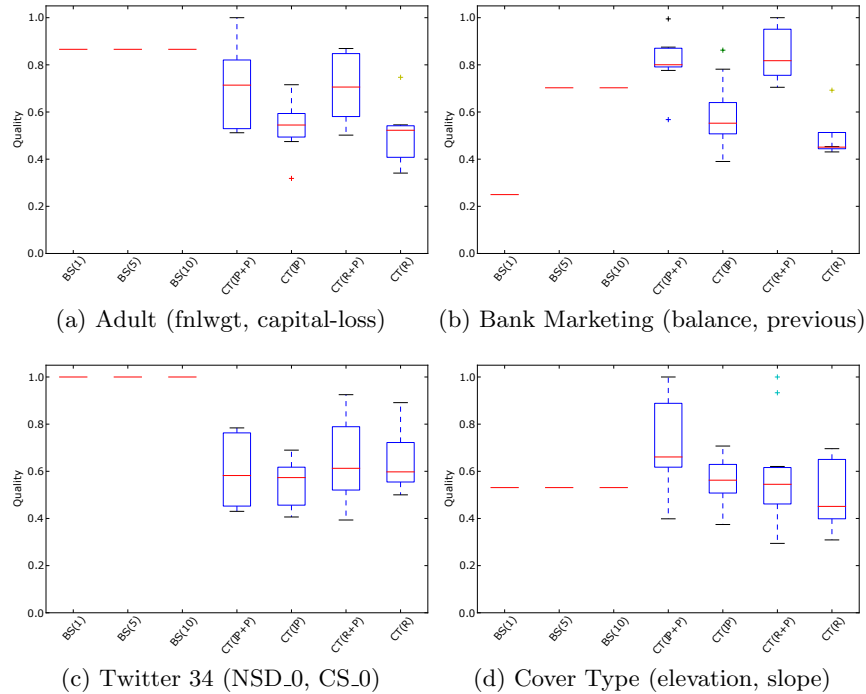 1.0
0.8
0.6
0.4
0.2
0.0
Quality
BS(1) BS(5) BS(10) CT(IP+P) CT(IP) CT(R+P) CT(R)
(a) Adult (fnlwgt, capital-loss)
1.0
0.8
0.6
0.4
0.2
0.0
Quality
BS(1) BS(5) BS(10) CT(IP+P) CT(IP) CT(R+P) CT(R)
(b) Bank Marketing (balance, previous)
1.0
0.8
0.6
0.4
0.2
0.0
Quality
BS(1) BS(5) BS(10) CT(IP+P) CT(IP) CT(R+P) CT(R)
(c) Twitter 34 (NSD_0, CS_0)
1.0
0.8
0.6
0.4
0.2
0.0
Quality
BS(1) BS(5) BS(10) CT(IP+P) CT(IP) CT(R+P) CT(R)
(d) Cover Type (elevation, slope)